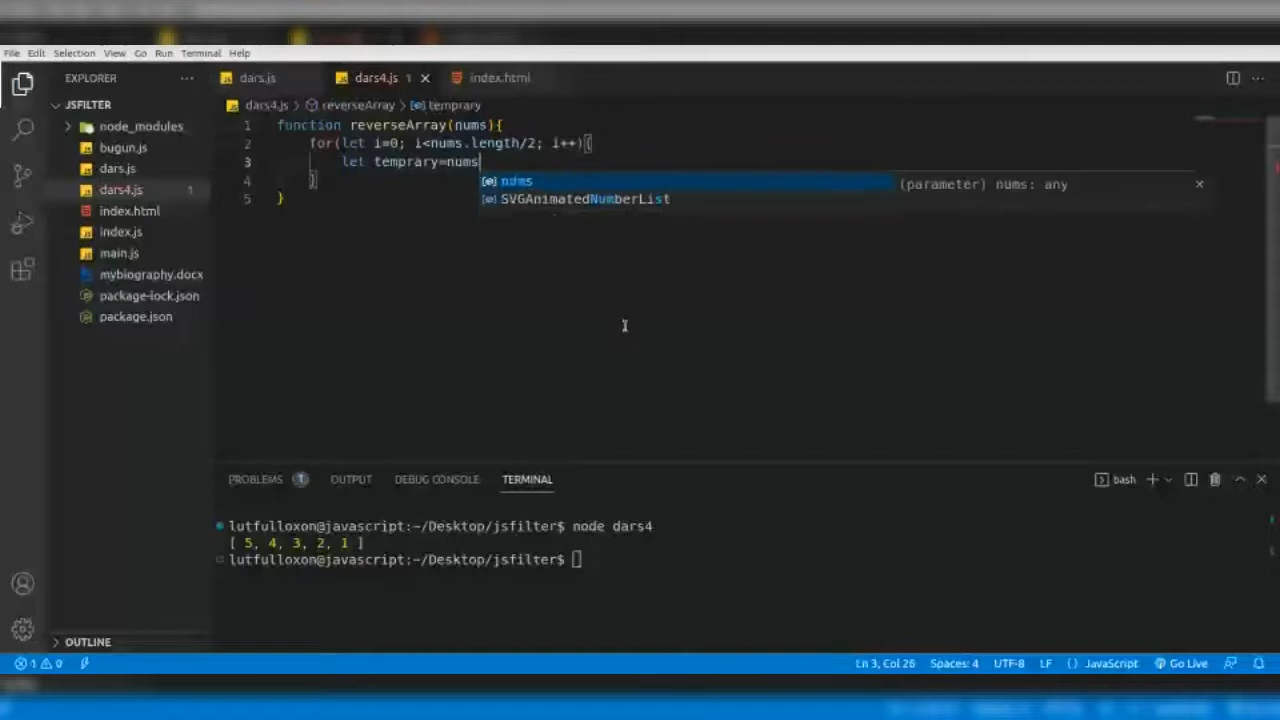 File Edit Selection View Go Run Terminal Help
EXPLORER
dars.js
dars4.js 1
index.html
JSFILTER
dars4.js > reverseArray > temprary
node_modules
bugun.js
dars.js
dars4.js 1
index.html
index.js
main.js
mybiography.docx
package-lock.json
package.json
OUTLINE
1 function reverseArray(nums){
2 for(let i=0; i<nums.length/2; i++){
3 let temprary=nums
4 }
5 }
nums
(parameter) nums: any
SVGAnimatedNumberList
PROBLEMS 1 OUTPUT DEBUG CONSOLE TERMINAL
bash
lutfulloxon@javascript:~/Desktop/jsfilter$ node dars4
[ 5, 4, 3, 2, 1 ]
lutfulloxon@javascript:~/Desktop/jsfilter$
1 0
Ln 3, Col 26 Spaces: 4 UTF-8 LF {} JavaScript Go Live